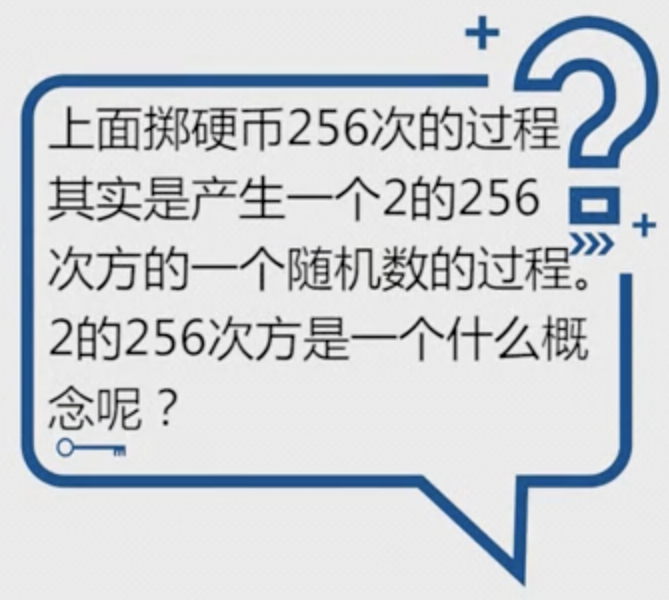 上面掷硬币256次的过程
其实是产生一个2的256
次方的一个随机数的过程。
2的256次方是一个什么概
念呢？